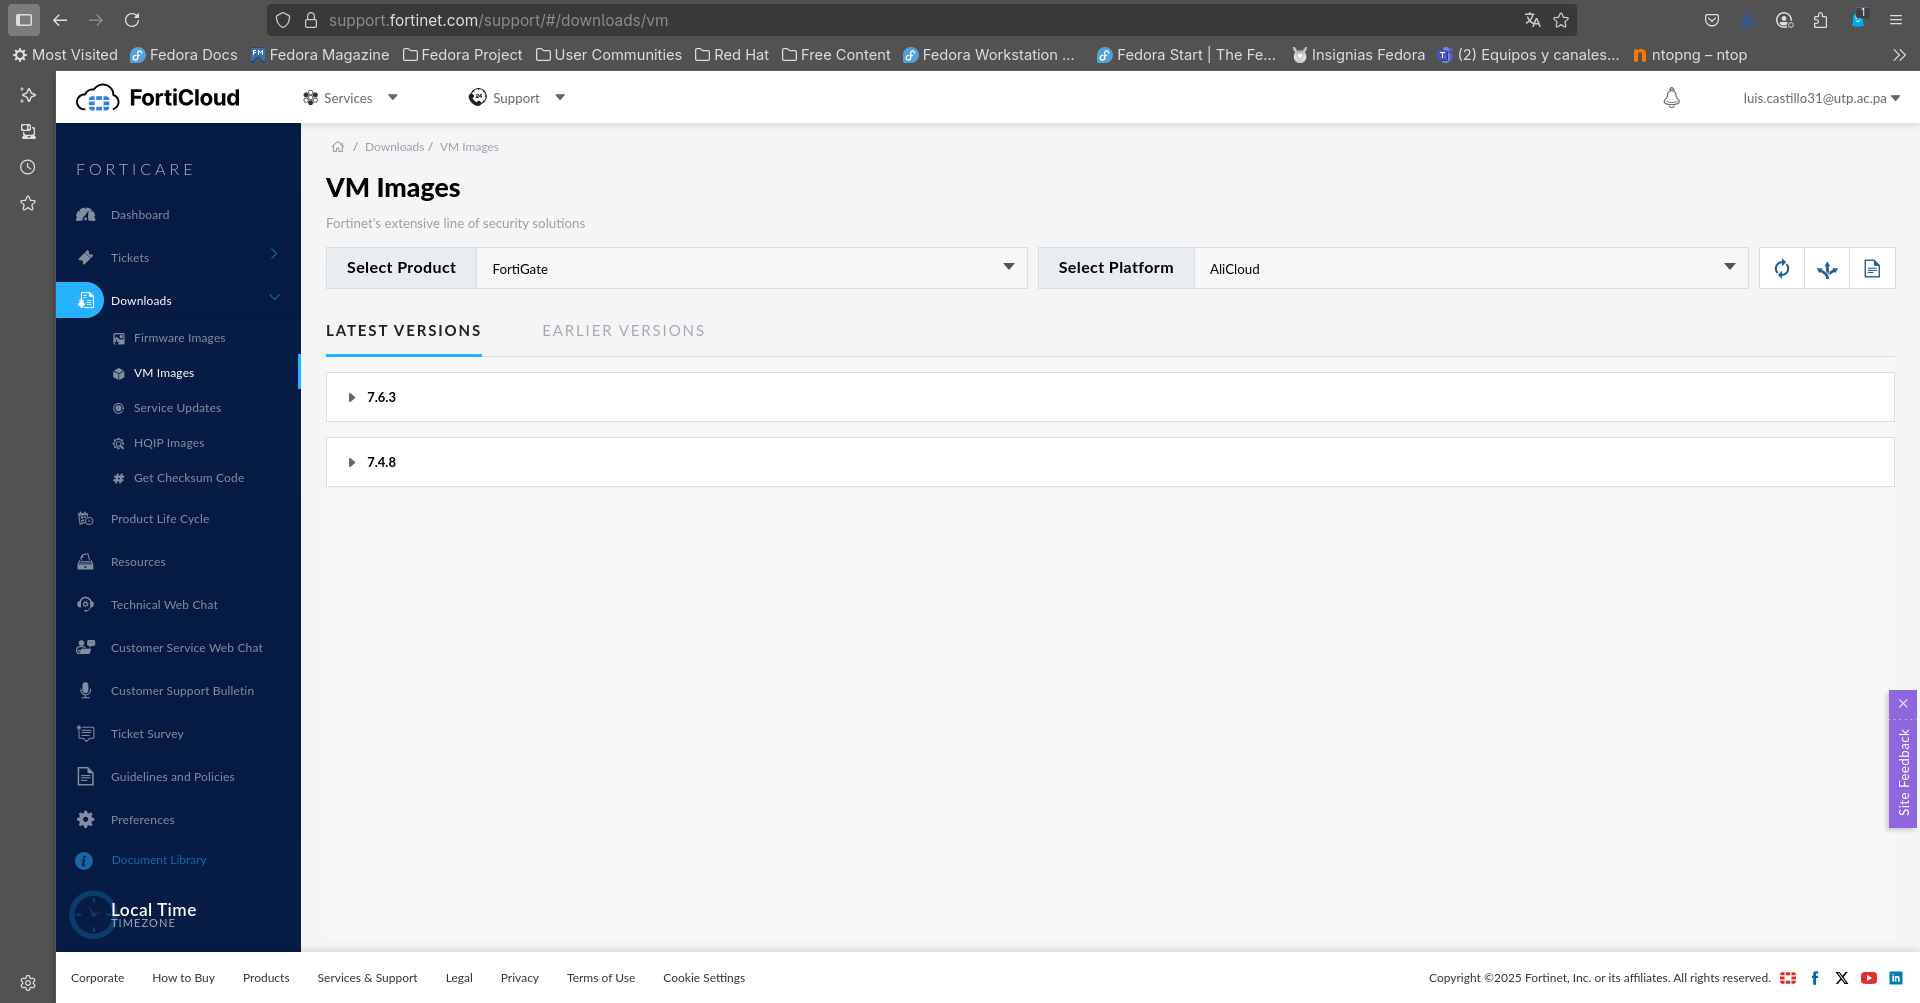 support.fortinet.com/support/#/downloads/vm
1
Most Visited Fedora Docs Fedora Magazine Fedora Project User Communities Red Hat Free Content Fedora Workstation ... Fedora Start | The Fe... Insignias Fedora (2) Equipos y canales... ntopng – ntop
FortiCloud Services Support luis.castillo31@utp.ac.pa
FORTICARE
Dashboard
Tickets
Downloads
Firmware Images
VM Images
Service Updates
HQIP Images
Get Checksum Code
Product Life Cycle
Resources
Technical Web Chat
Customer Service Web Chat
Customer Support Bulletin
Ticket Survey
Guidelines and Policies
Preferences
Document Library
Local Time
TIMEZONE
/ Downloads / VM Images
VM Images
Fortinet's extensive line of security solutions
Select Product FortiGate Select Platform AliCloud
LATEST VERSIONS EARLIER VERSIONS
7.6.3
7.4.8
Site Feedback
Corporate How to Buy Products Services & Support Legal Privacy Terms of Use Cookie Settings Copyright ©2025 Fortinet, Inc. or its affiliates. All rights reserved.